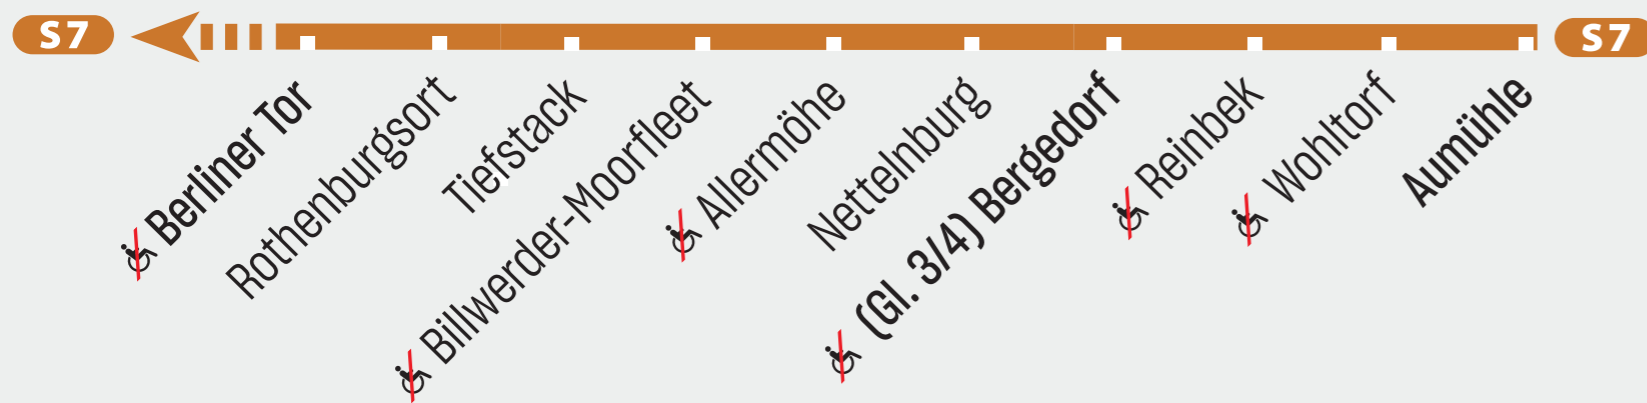 S7
S7
Berliner Tor
Rothenburgsort
Tiefstack
Billwerder-Moorfleet
Allermöhe
Nettelnburg
(Gl. 3/4) Bergedorf
Reinbek
Wohltorf
Aumühle